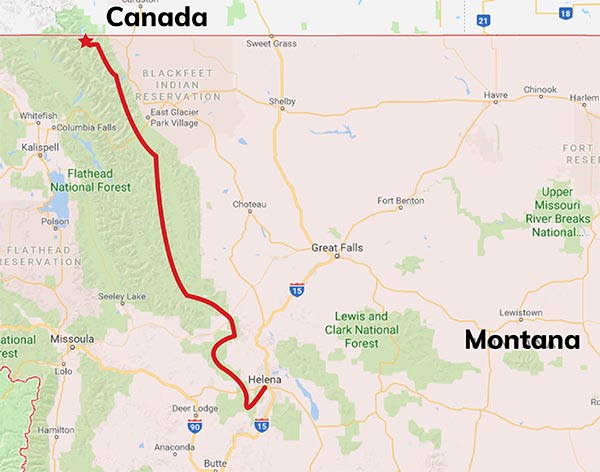 Cardston
Canada
21
18
Sweet Grass
BLACKFEET
INDIAN
RESERVATION
Havre
Chinook
Harlem
Shelby
East Glacier
Park Village
Whitefish
Columbia Falls
Kalispell
FORT
RESER
Flathead
National Forest
Choteau
Fort Benton
Upper
Missouri
River Breaks
National...
Polson
FLATHEAD
RESERVATION
Great Falls
15
Seeley Lake
Lewis and
Clark National
Forest
Lewistown
Montana
ational
rest
Missoula
Lolo
Helena
Deer Lodge
90
15
Ro
Hamilton
Anaconda
Butte